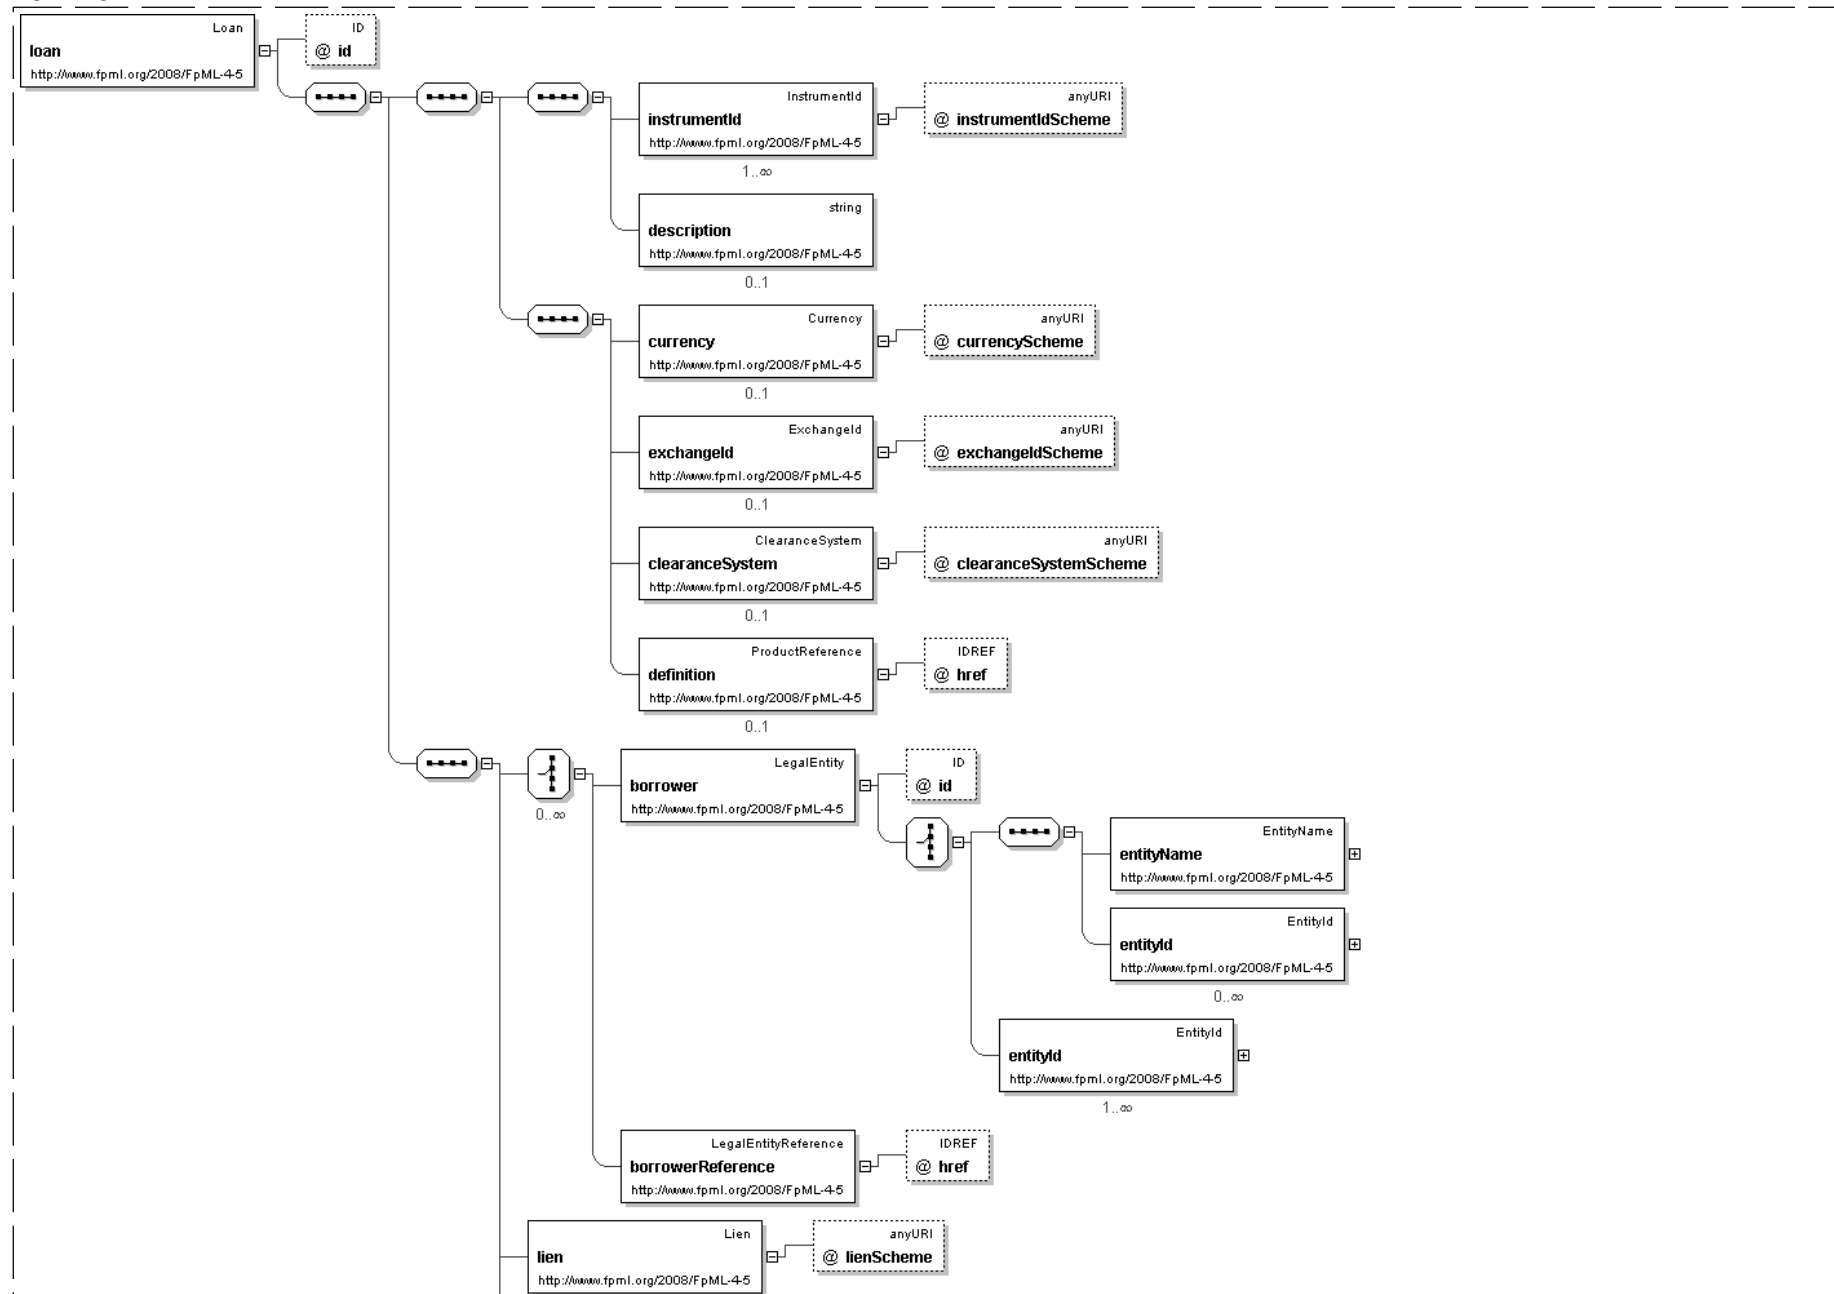 Loan
loan
http://www.fpml.org/2008/FpML-4-5
ID
@ id
InstrumentId
instrumentId
http://www.fpml.org/2008/FpML-4-5
1..∞
anyURI
@ instrumentIdScheme
string
description
http://www.fpml.org/2008/FpML-4-5
0..1
Currency
currency
http://www.fpml.org/2008/FpML-4-5
0..1
anyURI
@ currencyScheme
ExchangeId
exchangeId
http://www.fpml.org/2008/FpML-4-5
0..1
anyURI
@ exchangeIdScheme
ClearanceSystem
clearanceSystem
http://www.fpml.org/2008/FpML-4-5
0..1
anyURI
@ clearanceSystemScheme
ProductReference
definition
http://www.fpml.org/2008/FpML-4-5
0..1
IDREF
@ href
0..∞
LegalEntity
borrower
http://www.fpml.org/2008/FpML-4-5
ID
@ id
EntityName
entityName
http://www.fpml.org/2008/FpML-4-5
EntityId
entityId
http://www.fpml.org/2008/FpML-4-5
0..∞
EntityId
entityId
http://www.fpml.org/2008/FpML-4-5
1..∞
LegalEntityReference
borrowerReference
http://www.fpml.org/2008/FpML-4-5
IDREF
@ href
Lien
lien
http://www.fpml.org/2008/FpML-4-5
anyURI
@ lienScheme